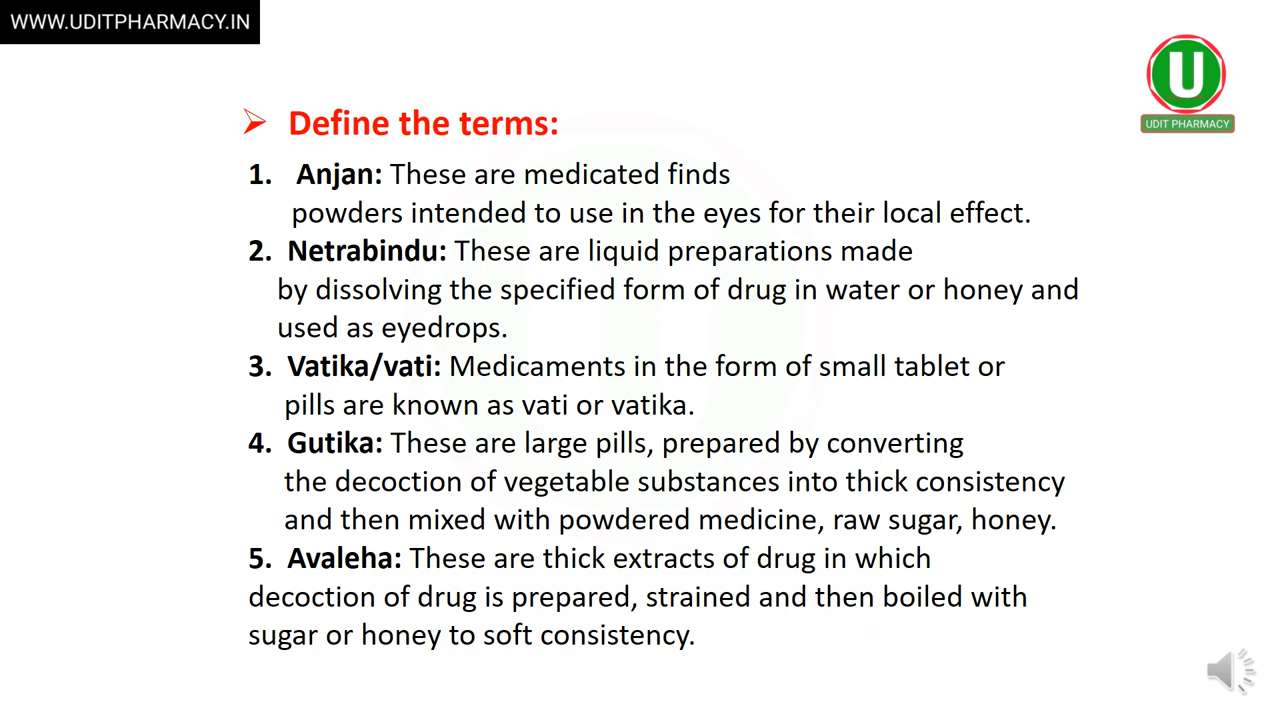 WWW.UDITPHARMACY.IN
U
UDIT PHARMACY
➢ Define the terms:
1. Anjan: These are medicated finds
powders intended to use in the eyes for their local effect.
2. Netrabindu: These are liquid preparations made
by dissolving the specified form of drug in water or honey and
used as eyedrops.
3. Vatika/vati: Medicaments in the form of small tablet or
pills are known as vati or vatika.
4. Gutika: These are large pills, prepared by converting
the decoction of vegetable substances into thick consistency
and then mixed with powdered medicine, raw sugar, honey.
5. Avaleha: These are thick extracts of drug in which
decoction of drug is prepared, strained and then boiled with
sugar or honey to soft consistency.